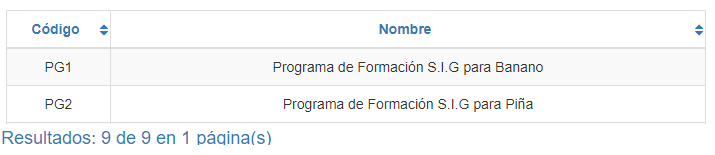 Código Nombre
PG1 Programa de Formación S.I.G para Banano
PG2 Programa de Formación S.I.G para Piña
Resultados: 9 de 9 en 1 página(s)